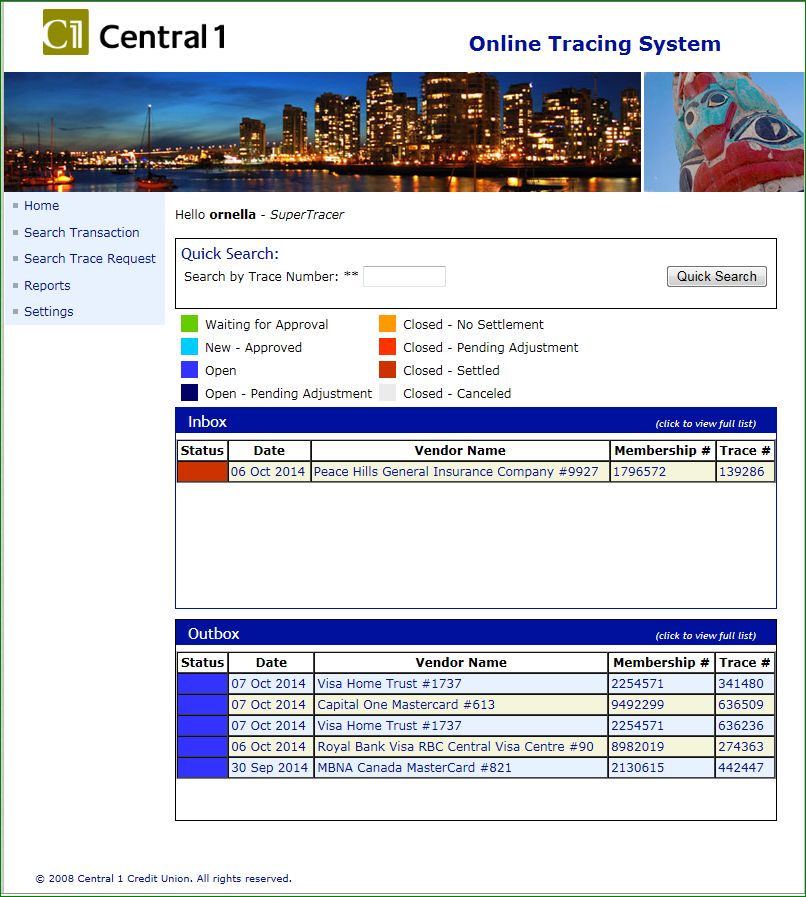 C1 Central 1
Online Tracing System
Home
Search Transaction
Search Trace Request
Reports
Settings
Hello ornella - SuperTracer
Quick Search:
Search by Trace Number: ** Quick Search
Waiting for Approval Closed - No Settlement
New - Approved Closed - Pending Adjustment
Open Closed - Settled
Open - Pending Adjustment Closed - Canceled
Inbox (click to view full list)
Status Date Vendor Name Membership # Trace #
06 Oct 2014 Peace Hills General Insurance Company #9927 1796572 139286
Outbox (click to view full list)
Status Date Vendor Name Membership # Trace #
07 Oct 2014 Visa Home Trust #1737 2254571 341480
07 Oct 2014 Capital One Mastercard #613 9492299 636509
07 Oct 2014 Visa Home Trust #1737 2254571 636236
06 Oct 2014 Royal Bank Visa RBC Central Visa Centre #90 8982019 274363
30 Sep 2014 MBNA Canada MasterCard #821 2130615 442447
© 2008 Central 1 Credit Union. All rights reserved.